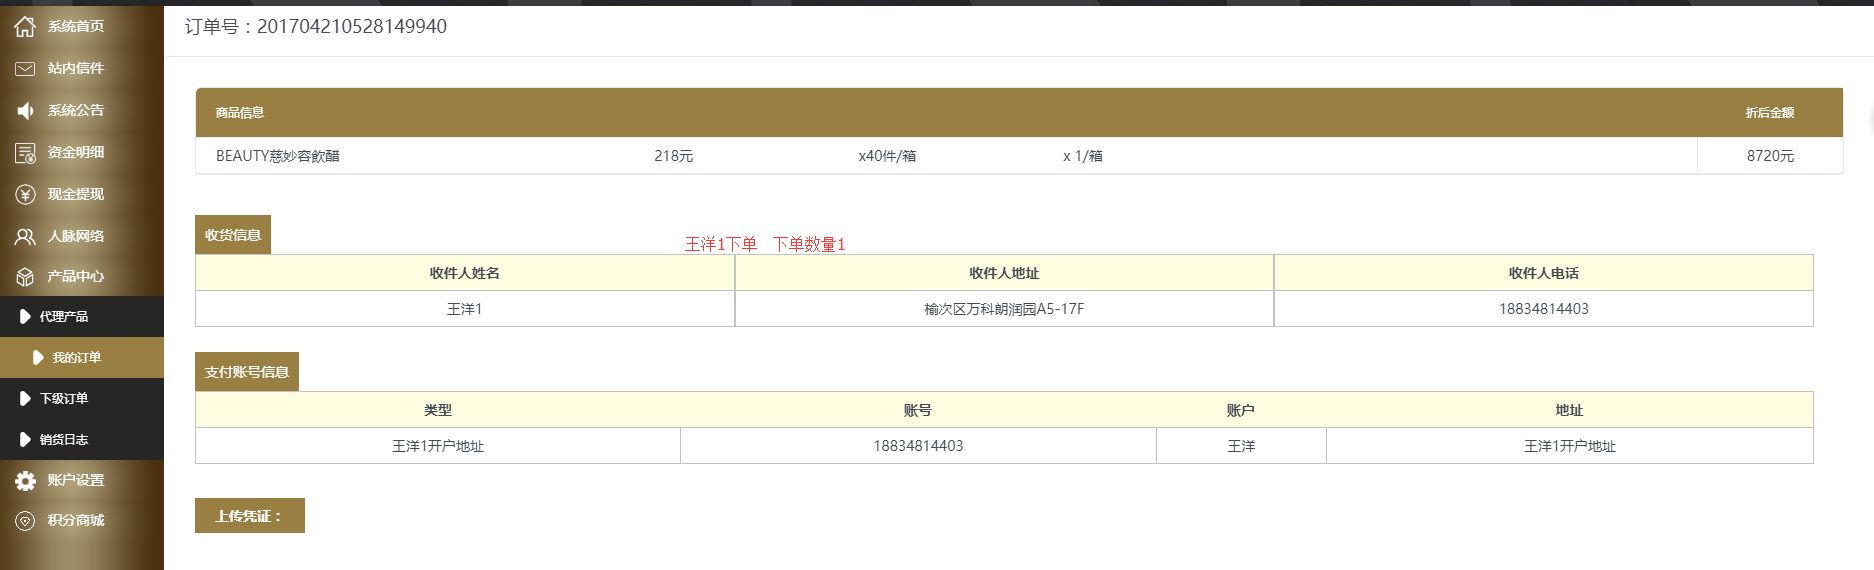 系统首页
站内信件
系统公告
资金明细
现金提现
人脉网络
产品中心
代理产品
我的订单
下级订单
销货日志
账户设置
积分商城
订单号：201704210528149940
商品信息 折后金额
BEAUTY慈妙容飲醋 218元 x40件/箱 x 1/箱 8720元
收货信息
王洋1下单 下单数量1
收件人姓名 收件人地址 收件人电话
王洋1 榆次区万科朗润园A5-17F 18834814403
支付账号信息
类型 账号 账户 地址
王洋1开户地址 18834814403 王洋 王洋1开户地址
上传凭证：